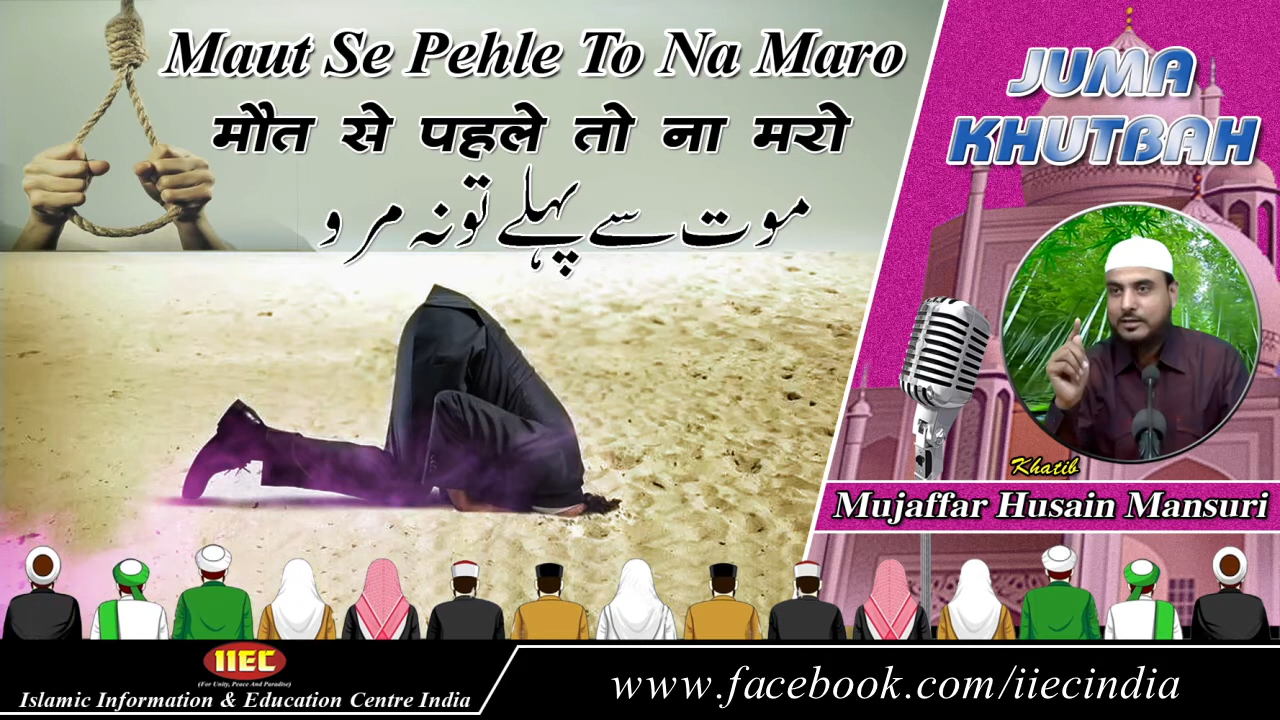 Maut Se Pehle To Na Maro
मौत से पहले तो ना मरो
موت سے پہلے تو نہ مرو
JUMA
KHUTBAH
Khatib
Mujaffar Husain Mansuri
IIEC
(For Unity, Peace And Paradise)
Islamic Information & Education Centre India
www.facebook.com/iiecindia